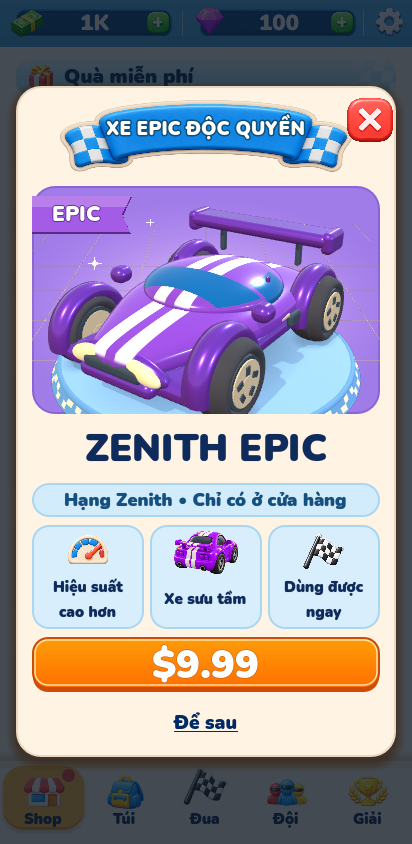 1K
100
Quà miễn phí
XE EPIC ĐỘC QUYỀN
EPIC
ZENITH EPIC
Hạng Zenith • Chỉ có ở cửa hàng
Hiệu suất
cao hơn
Xe sưu tầm
Dùng được
ngay
$9.99
Để sau
Shop
Túi
Đua
Đội
Giải